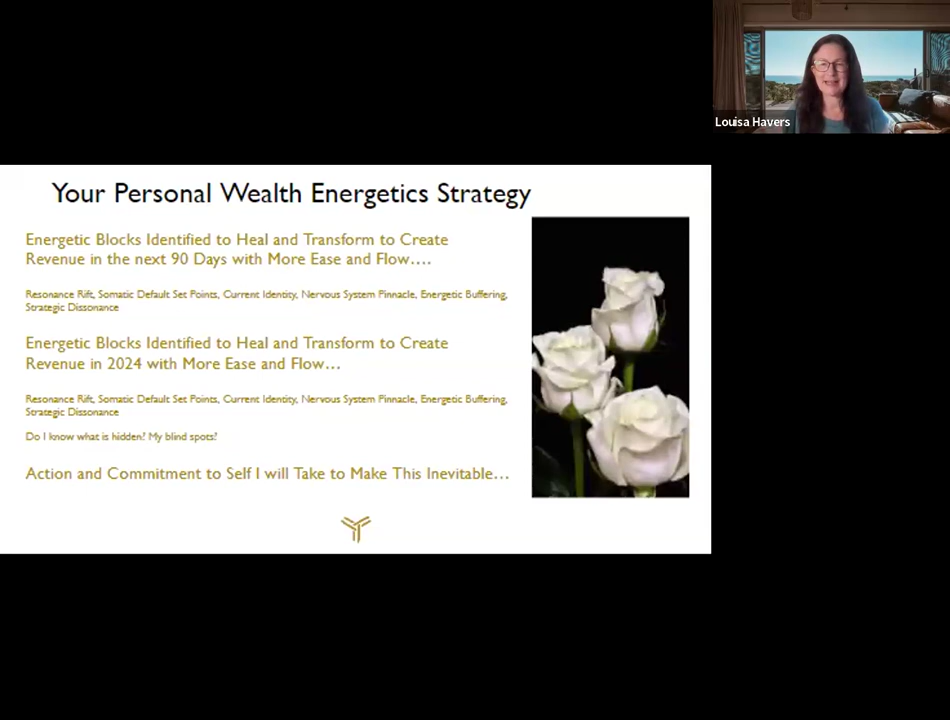 Louisa Havers
Your Personal Wealth Energetics Strategy
Energetic Blocks Identified to Heal and Transform to Create
Revenue in the next 90 Days with More Ease and Flow….
Resonance Rift, Somatic Default Set Points, Current Identity, Nervous System Pinnacle, Energetic Buffering,
Strategic Dissonance
Energetic Blocks Identified to Heal and Transform to Create
Revenue in 2024 with More Ease and Flow…
Resonance Rift, Somatic Default Set Points, Current Identity, Nervous System Pinnacle, Energetic Buffering,
Strategic Dissonance
Do I know what is hidden? My blind spots?
Action and Commitment to Self I will Take to Make This Inevitable…